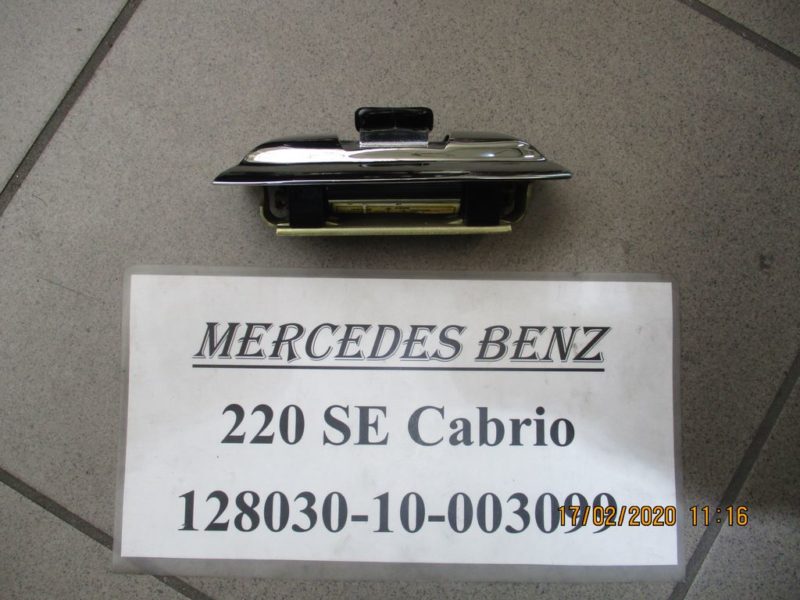 MERCEDES BENZ
220 SE Cabrio
128030-10-003099
17/02/2020 11:16